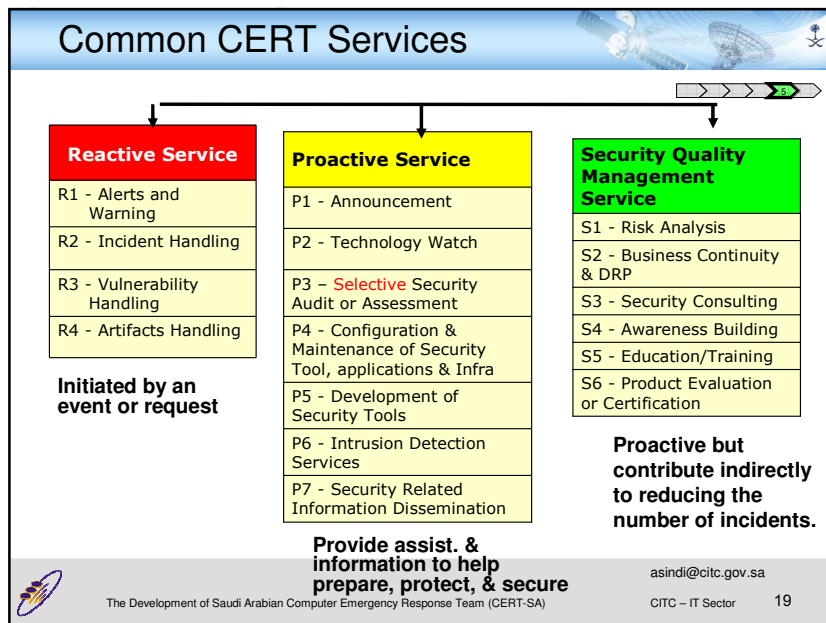 Common CERT Services
5
Reactive Service
R1 - Alerts and
Warning
R2 - Incident Handling
R3 - Vulnerability
Handling
R4 - Artifacts Handling
Initiated by an
event or request
Proactive Service
P1 - Announcement
P2 - Technology Watch
P3 – Selective Security
Audit or Assessment
P4 - Configuration &
Maintenance of Security
Tool, applications & Infra
P5 - Development of
Security Tools
P6 - Intrusion Detection
Services
P7 - Security Related
Information Dissemination
Provide assist. &
information to help
prepare, protect, & secure
Security Quality
Management
Service
S1 - Risk Analysis
S2 - Business Continuity
& DRP
S3 - Security Consulting
S4 - Awareness Building
S5 - Education/Training
S6 - Product Evaluation
or Certification
Proactive but
contribute indirectly
to reducing the
number of incidents.
asindi@citc.gov.sa
The Development of Saudi Arabian Computer Emergency Response Team (CERT-SA)
CITC – IT Sector
19